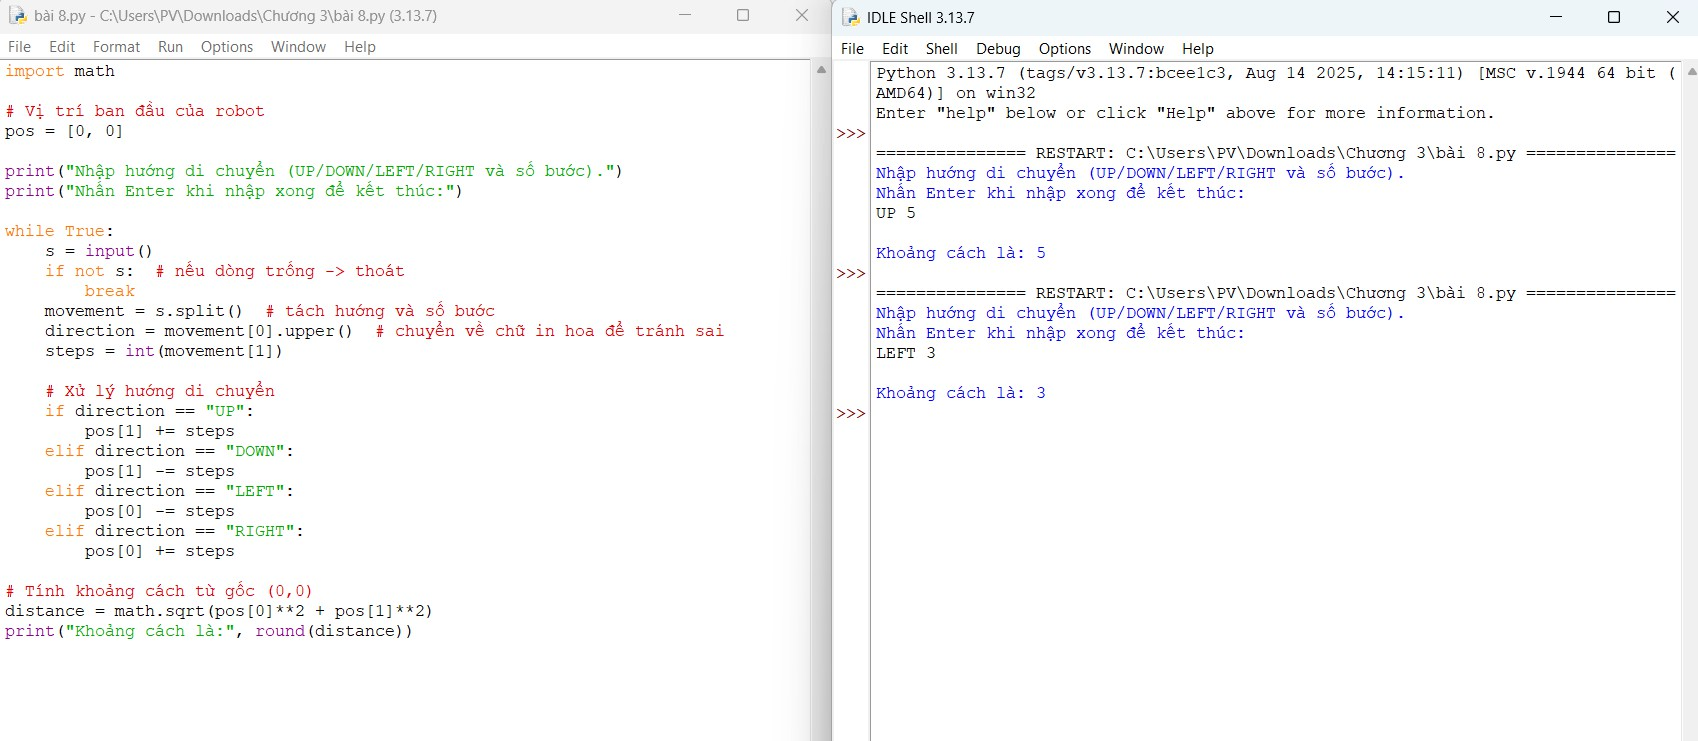 bài 8.py - C:\Users\PV\Downloads\Chương 3\bài 8.py (3.13.7)
File Edit Format Run Options Window Help
import math

# Vị trí ban đầu của robot
pos = [0, 0]

print("Nhập hướng di chuyển (UP/DOWN/LEFT/RIGHT và số bước).")
print("Nhấn Enter khi nhập xong để kết thúc:")

while True:
    s = input()
    if not s:  # nếu dòng trống -> thoát
        break
    movement = s.split()  # tách hướng và số bước
    direction = movement[0].upper()  # chuyển về chữ in hoa để tránh sai
    steps = int(movement[1])

    # Xử lý hướng di chuyển
    if direction == "UP":
        pos[1] += steps
    elif direction == "DOWN":
        pos[1] -= steps
    elif direction == "LEFT":
        pos[0] -= steps
    elif direction == "RIGHT":
        pos[0] += steps

# Tính khoảng cách từ gốc (0,0)
distance = math.sqrt(pos[0]**2 + pos[1]**2)
print("Khoảng cách là:", round(distance))
IDLE Shell 3.13.7
File Edit Shell Debug Options Window Help
Python 3.13.7 (tags/v3.13.7:bcee1c3, Aug 14 2025, 14:15:11) [MSC v.1944 64 bit (
AMD64)] on win32
Enter "help" below or click "Help" above for more information.
>>>
=============== RESTART: C:\Users\PV\Downloads\Chương 3\bài 8.py ===============
Nhập hướng di chuyển (UP/DOWN/LEFT/RIGHT và số bước).
Nhấn Enter khi nhập xong để kết thúc:
UP 5

Khoảng cách là: 5
>>>
=============== RESTART: C:\Users\PV\Downloads\Chương 3\bài 8.py ===============
Nhập hướng di chuyển (UP/DOWN/LEFT/RIGHT và số bước).
Nhấn Enter khi nhập xong để kết thúc:
LEFT 3

Khoảng cách là: 3
>>>